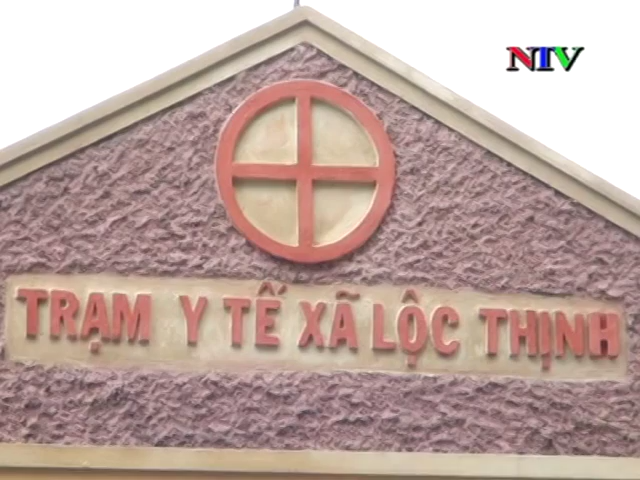 NTV
TRẠM Y TẾ XÃ LỘC THỊNH